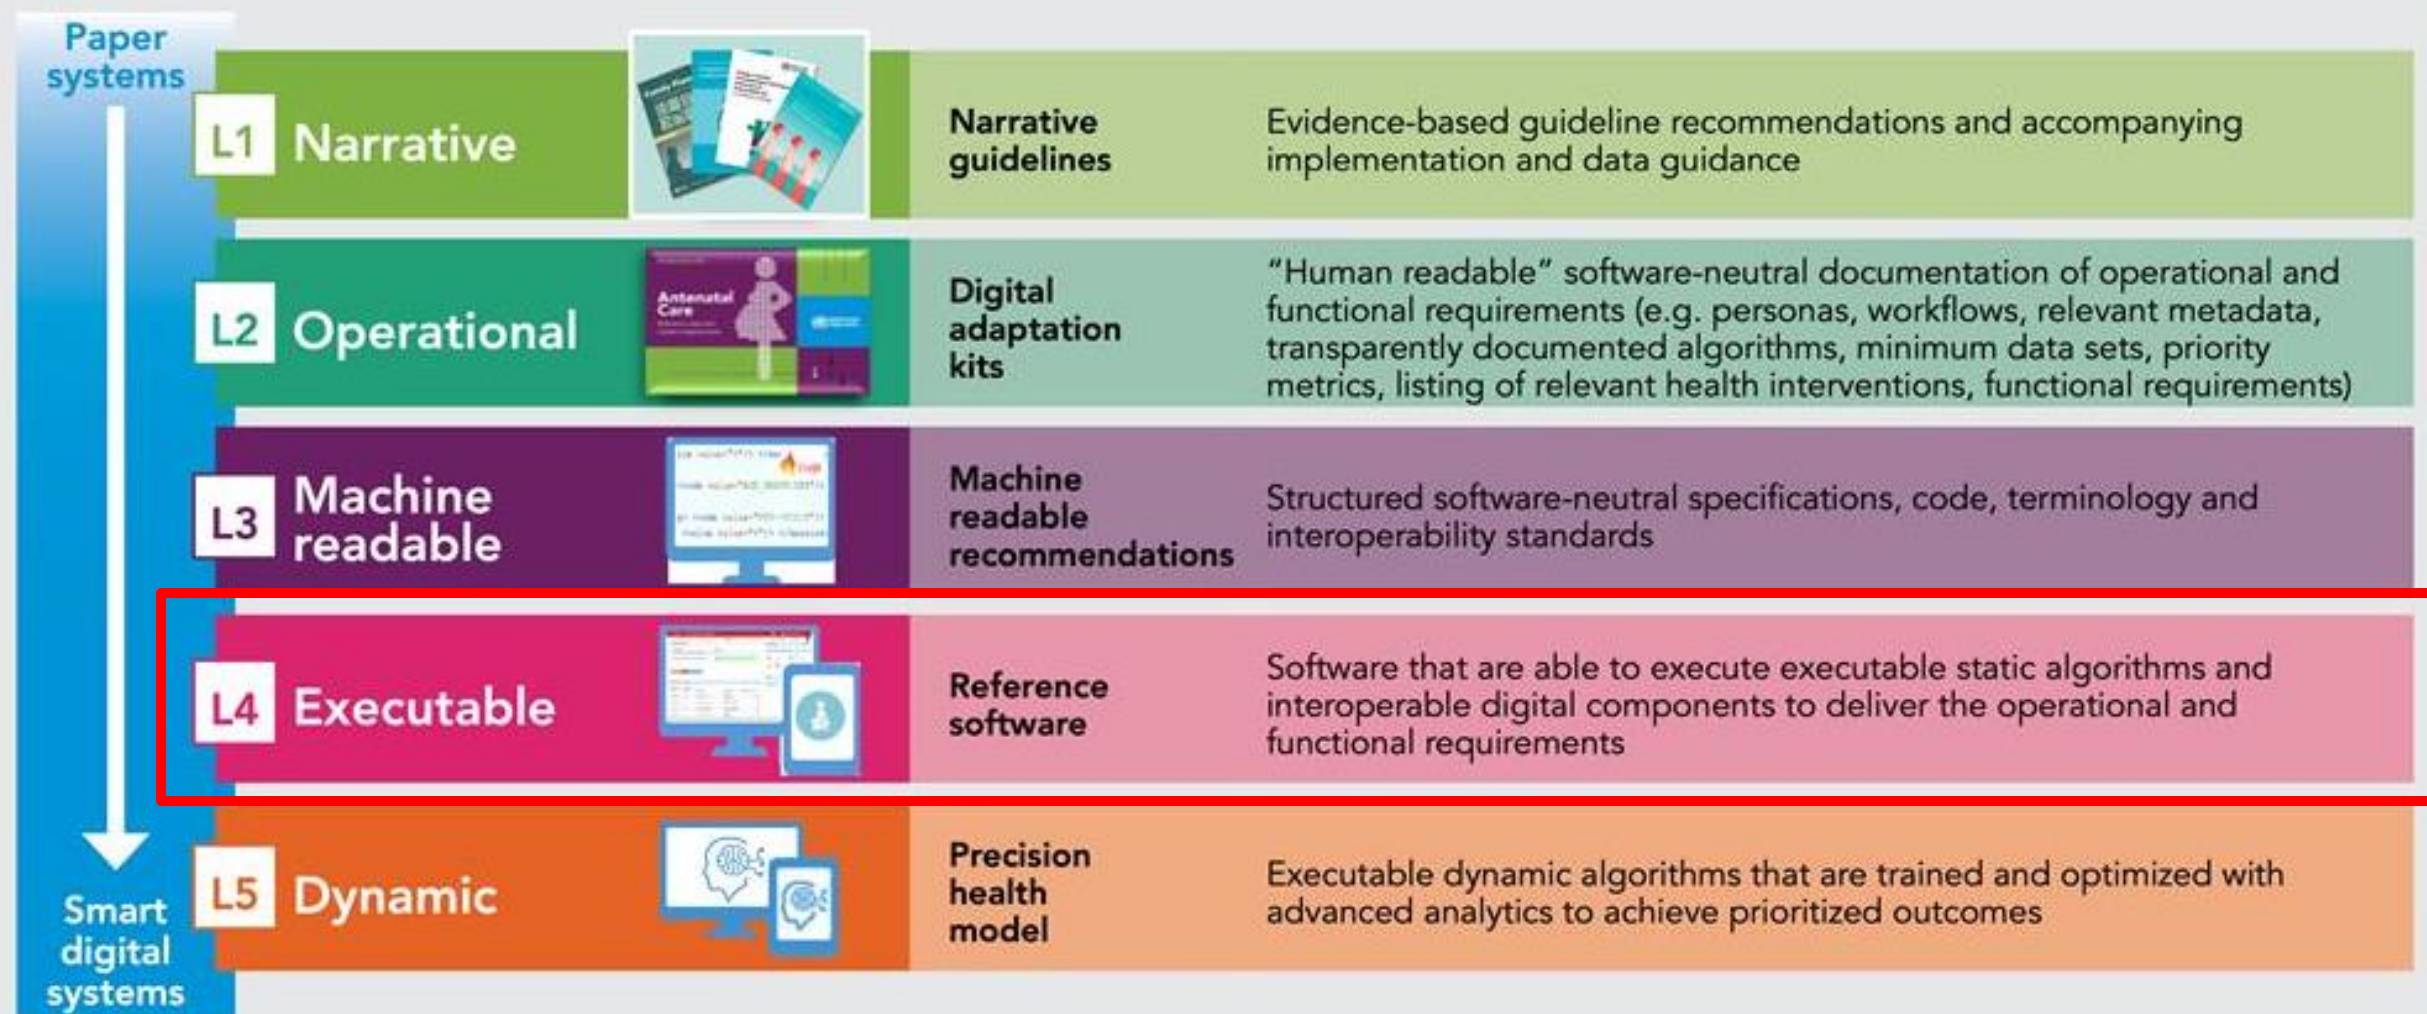 Paper
systems
L1
Narrative
Narrative
guidelines
Evidence-based guideline recommendations and accompanying
implementation and data guidance
L2
Operational
Antenatal
Care
Digital
adaptation
kits
“Human readable” software-neutral documentation of operational and
functional requirements (e.g. personas, workflows, relevant metadata,
transparently documented algorithms, minimum data sets, priority
metrics, listing of relevant health interventions, functional requirements)
L3
Machine
readable
Machine
readable
recommendations
Structured software-neutral specifications, code, terminology and
interoperability standards
L4
Executable
Reference
software
Software that are able to execute executable static algorithms and
interoperable digital components to deliver the operational and
functional requirements
L5
Dynamic
Precision
health
model
Executable dynamic algorithms that are trained and optimized with
advanced analytics to achieve prioritized outcomes
Smart
digital
systems